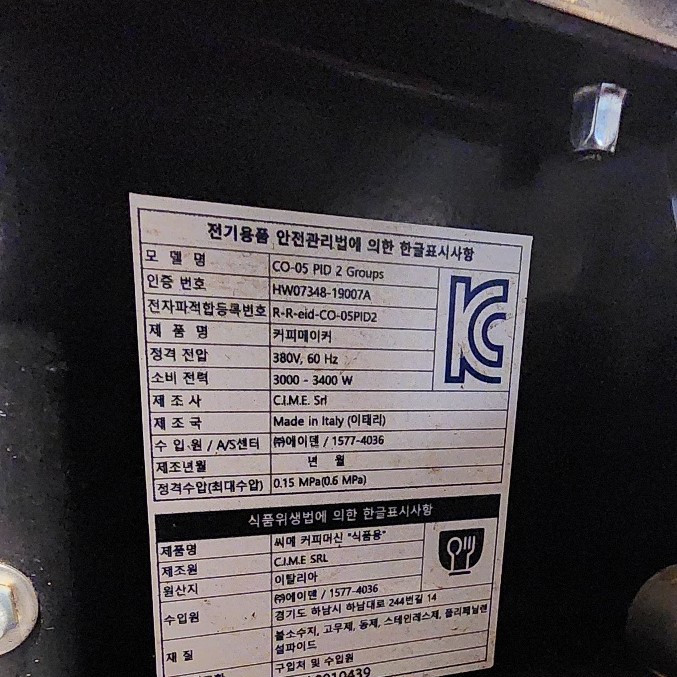 전기용품 안전관리법에 의한 한글표시사항
모 델 명 CO-05 PID 2 Groups
인증 번호 HW07348-19007A
전자파적합등록번호 R-R-eid-CO-05PID2
제 품 명 커피메이커
정격 전압 380V, 60 Hz
소비 전력 3000 - 3400 W
제 조 사 C.I.M.E. Srl
제 조 국 Made in Italy (이태리)
수 입 원 / A/S센터 ㈜에이덴 / 1577-4036
제조년월 년 월
정격수압(최대수압) 0.15 MPa(0.6 MPa)
KC
식품위생법에 의한 한글표시사항
제품명 씨메 커피머신 "식품용"
제조원 C.I.M.E SRL
원산지 이탈리아
수입원 ㈜에이덴 / 1577-4036
경기도 하남시 하남대로 244번길 14
재 질 불소수지, 고무제, 동제, 스테인레스제, 폴리페닐렌
설파이드
구입처 및 수입원